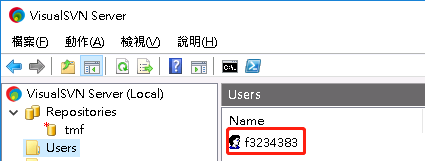 VisualSVN Server
檔案(F) 動作(A) 檢視(V) 說明(H)
VisualSVN Server (Local)
Users
Repositories
Name
tmf
f3234383
Users